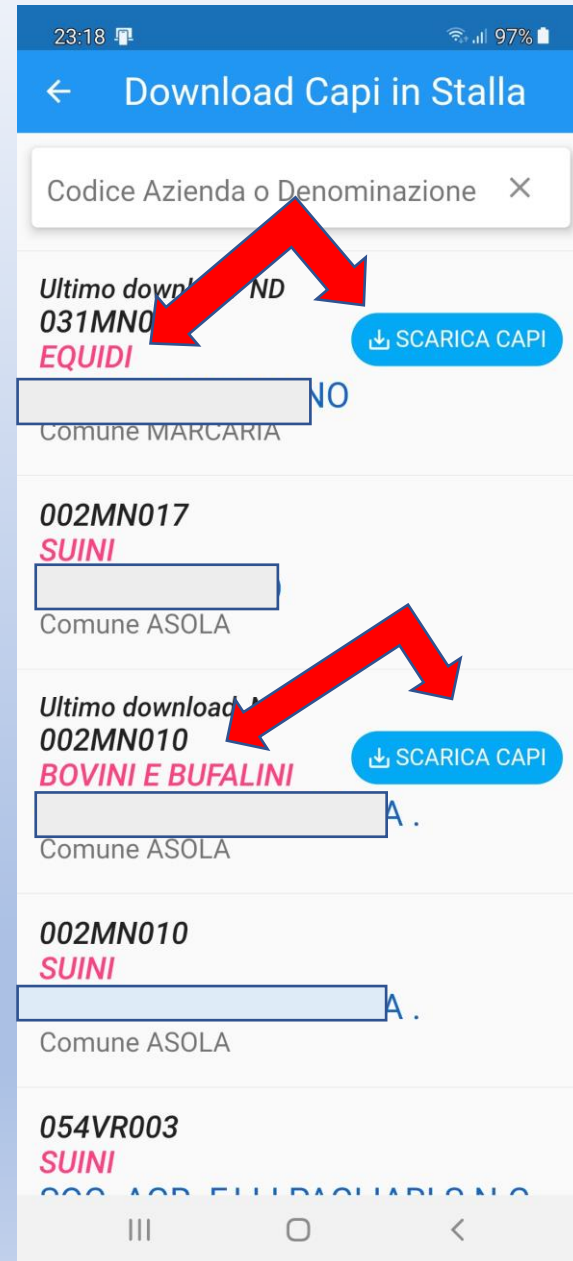 23:18
97%
Download Capi in Stalla
Codice Azienda o Denominazione
Ultimo ND
031MN0
EQUIDI
SCARICA CAPI
NO
Comune MARCARIA
002MN017
SUINI
Comune ASOLA
Ultimo download
002MN010
BOVINI E BUFALINI
SCARICA CAPI
A .
Comune ASOLA
002MN010
SUINI
A .
Comune ASOLA
054VR003
SUINI